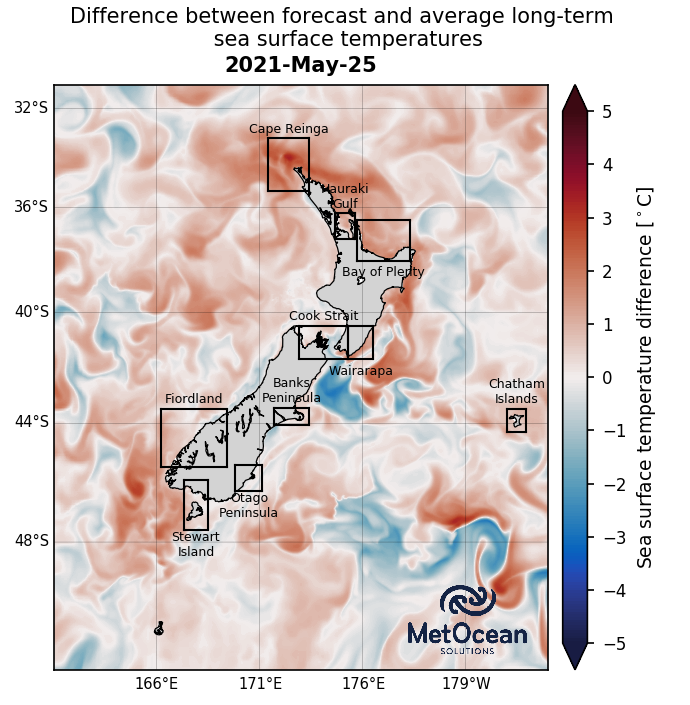 Difference between forecast and average long-term
sea surface temperatures
2021-May-25
32°S
36°S
40°S
44°S
48°S
166°E
171°E
176°E
179°W
Cape Reinga
Hauraki
Gulf
Bay of Plenty
Cook Strait
Wairarapa
Banks
Peninsula
Fiordland
Chatham
Islands
Otago
Peninsula
Stewart
Island
MetOcean
SOLUTIONS
5
4
3
2
1
0
−1
−2
−3
−4
−5
Sea surface temperature difference [°C]